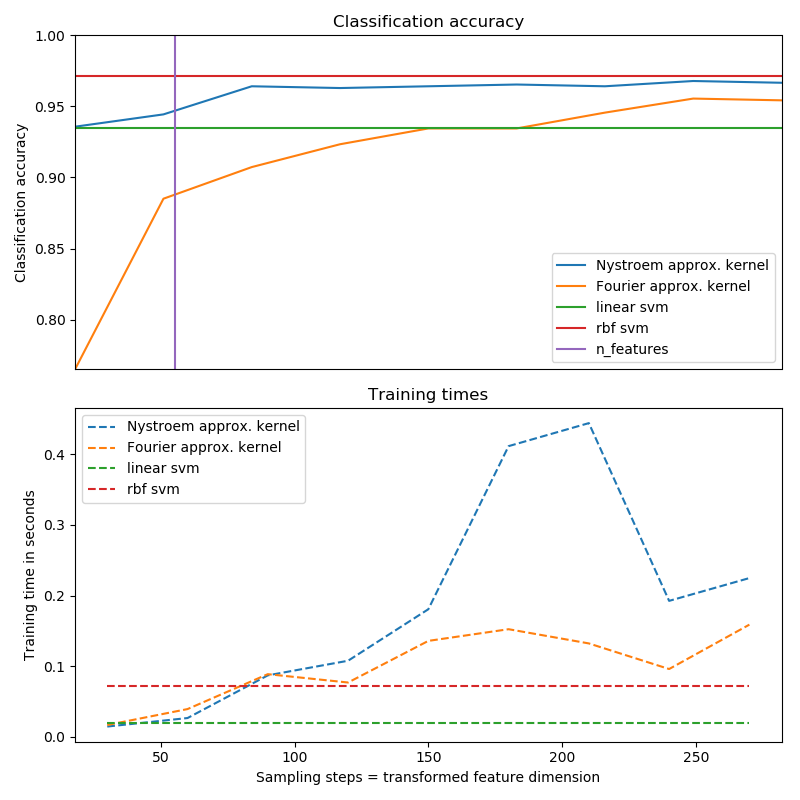 Classification accuracy
1.00
0.95
0.90
0.85
0.80
Classification accuracy
Nystroem approx. kernel
Fourier approx. kernel
linear svm
rbf svm
n_features
Training times
Nystroem approx. kernel
Fourier approx. kernel
linear svm
rbf svm
0.4
0.3
0.2
0.1
0.0
Training time in seconds
50
100
150
200
250
Sampling steps = transformed feature dimension